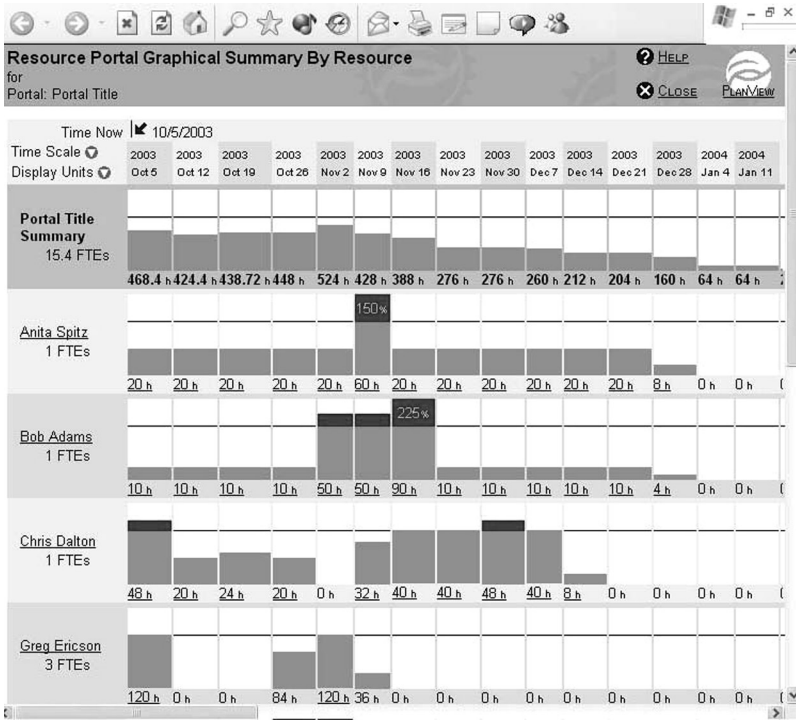 Resource Portal Graphical Summary By Resource
for
Portal: Portal Title
HELP
CLOSE
PLANVIEW
Time Now 10/5/2003
Time Scale
Display Units
2003 2003 2003 2003 2003 2003 2003 2003 2003 2003 2003 2003 2003 2004 2004
Oct 5 Oct 12 Oct 19 Oct 26 Nov 2 Nov 9 Nov 16 Nov 23 Nov 30 Dec 7 Dec 14 Dec 21 Dec 28 Jan 4 Jan 11
Portal Title
Summary
15.4 FTEs
468.4 h 424.4 h 438.72 h 448 h 524 h 428 h 388 h 276 h 276 h 260 h 212 h 204 h 160 h 64 h 64 h
150%
Anita Spitz
1 FTEs
20 h 20 h 20 h 20 h 20 h 60 h 20 h 20 h 20 h 20 h 20 h 20 h 8 h 0 h 0 h
225%
Bob Adams
1 FTEs
10 h 10 h 10 h 10 h 50 h 50 h 90 h 10 h 10 h 10 h 10 h 10 h 4 h 0 h 0 h
Chris Dalton
1 FTEs
48 h 20 h 24 h 20 h 0 h 32 h 40 h 40 h 48 h 40 h 8 h 0 h 0 h 0 h 0 h
Greg Ericson
3 FTEs
120 h 0 h 0 h 84 h 120 h 36 h 0 h 0 h 0 h 0 h 0 h 0 h 0 h 0 h 0 h